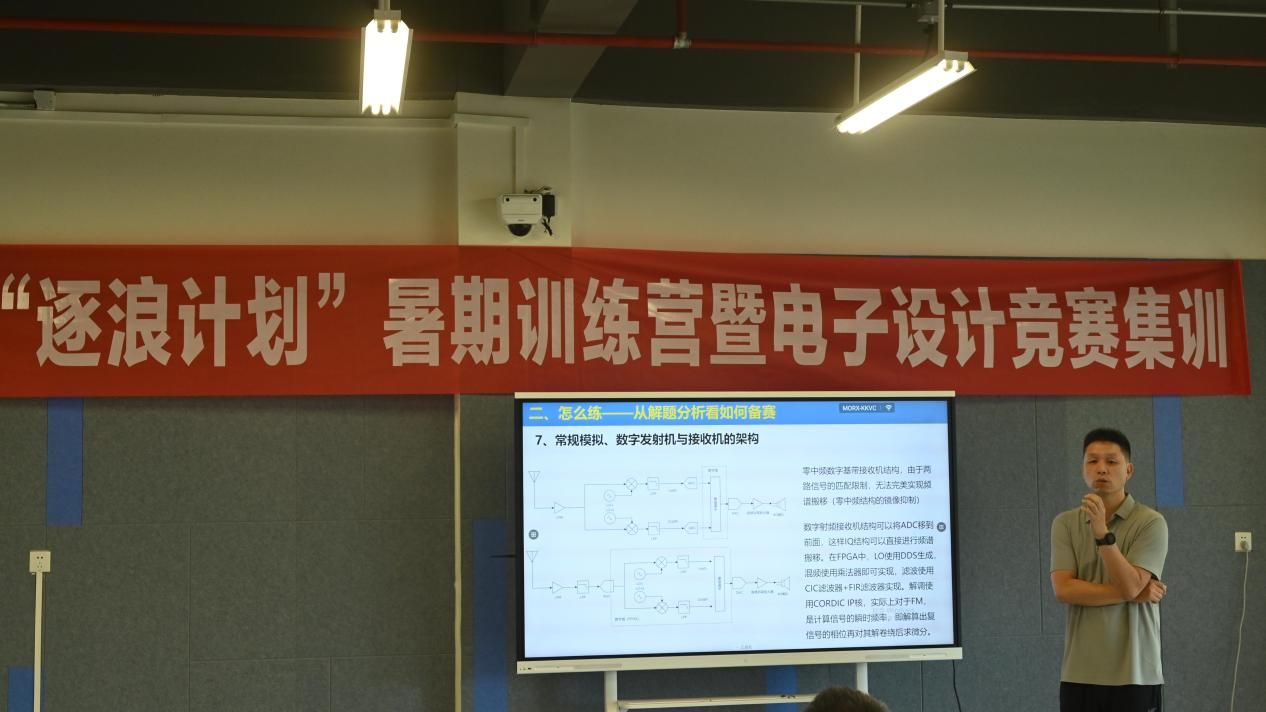 “逐浪计划”暑期训练营暨电子设计竞赛集训
二、怎么练——从解题分析看如何备赛
MORX-KKVC
7、常规模拟、数字发射机与接收机的架构
零中频数字基带接收机结构，由于两
路信号的匹配限制，无法完美实现频
谱搬移（零中频结构的镜像抑制）
数字射频接收机结构可以将ADC移到
前面，这样IQ结构可以直接进行频谱
搬移。在FPGA中，LO使用DDS生成，
混频使用乘法器即可实现，滤波使用
CIC滤波器+FIR滤波器实现。解调使
用CORDIC IP核，实际上对于FM，
是计算信号的瞬时频率，即解算出复
信号的相位再对其解卷绕后求微分。